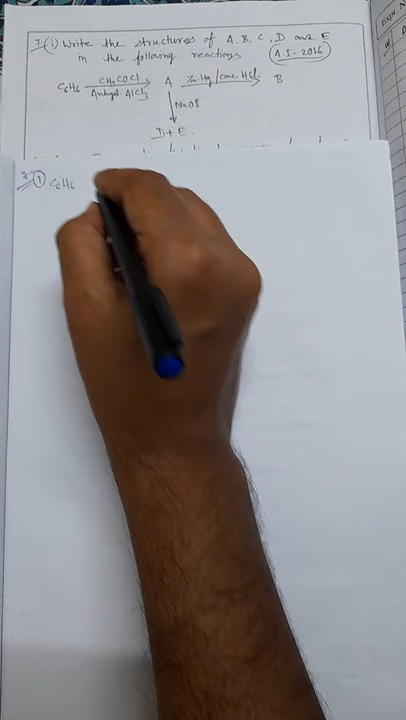 7.(i) Write the structures of A, B, C, D and E
in the following reactions (A.I-2016)
C6H6 CH3COCl Anhyd. AlCl3 A Zn-Hg/conc HCl B
NaOI
D + E.
7. (i) C6H6